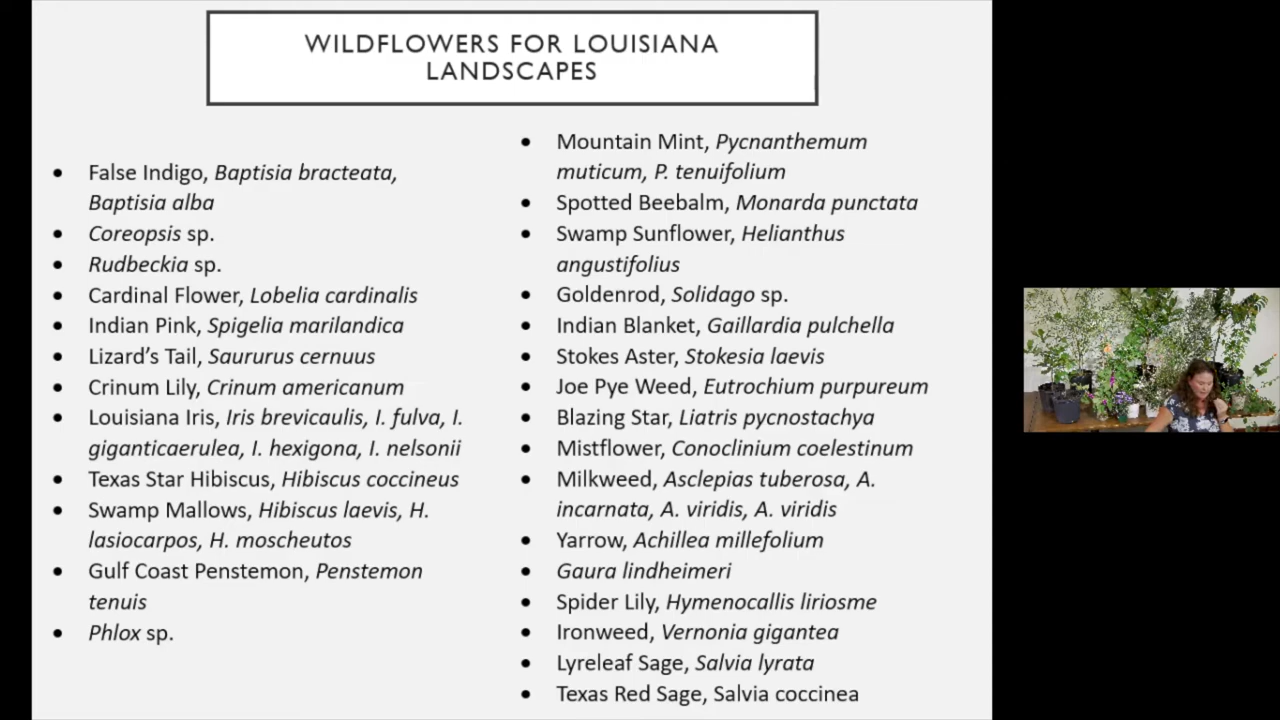 WILDFLOWERS FOR LOUISIANA
LANDSCAPES
False Indigo, Baptisia bracteata,
Baptisia alba
Coreopsis sp.
Rudbeckia sp.
Cardinal Flower, Lobelia cardinalis
Indian Pink, Spigelia marilandica
Lizard’s Tail, Saururus cernuus
Crinum Lily, Crinum americanum
Louisiana Iris, Iris brevicaulis, I. fulva, I.
giganticaerulea, I. hexigona, I. nelsonii
Texas Star Hibiscus, Hibiscus coccineus
Swamp Mallows, Hibiscus laevis, H.
lasiocarpos, H. moscheutos
Gulf Coast Penstemon, Penstemon
tenuis
Phlox sp.
Mountain Mint, Pycnanthemum
muticum, P. tenuifolium
Spotted Beebalm, Monarda punctata
Swamp Sunflower, Helianthus
angustifolius
Goldenrod, Solidago sp.
Indian Blanket, Gaillardia pulchella
Stokes Aster, Stokesia laevis
Joe Pye Weed, Eutrochium purpureum
Blazing Star, Liatris pycnostachya
Mistflower, Conoclinium coelestinum
Milkweed, Asclepias tuberosa, A.
incarnata, A. viridis, A. viridis
Yarrow, Achillea millefolium
Gaura lindheimeri
Spider Lily, Hymenocallis liriosme
Ironweed, Vernonia gigantea
Lyreleaf Sage, Salvia lyrata
Texas Red Sage, Salvia coccinea